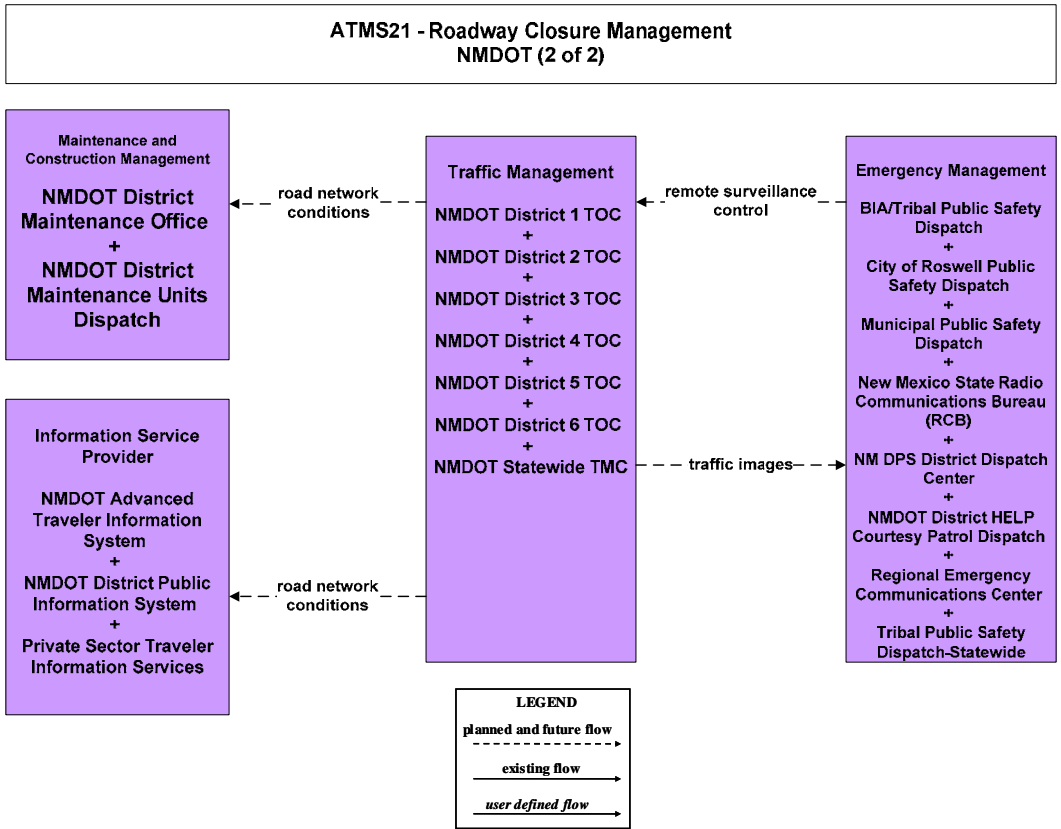 ATMS21 - Roadway Closure Management
NMDOT (2 of 2)
Maintenance and
Construction Management
NMDOT District
Maintenance Office
+
NMDOT District
Maintenance Units
Dispatch
road network
conditions
Information Service
Provider
NMDOT Advanced
Traveler Information
System
+
NMDOT District Public
Information System
+
Private Sector Traveler
Information Services
road network
conditions
Traffic Management
NMDOT District 1 TOC
+
NMDOT District 2 TOC
+
NMDOT District 3 TOC
+
NMDOT District 4 TOC
+
NMDOT District 5 TOC
+
NMDOT District 6 TOC
+
NMDOT Statewide TMC
remote surveillance
control
traffic images
Emergency Management
BIA/Tribal Public Safety
Dispatch
+
City of Roswell Public
Safety Dispatch
+
Municipal Public Safety
Dispatch
+
New Mexico State Radio
Communications Bureau
(RCB)
+
NM DPS District Dispatch
Center
+
NMDOT District HELP
Courtesy Patrol Dispatch
+
Regional Emergency
Communications Center
+
Tribal Public Safety
Dispatch-Statewide
LEGEND
planned and future flow
existing flow
user defined flow